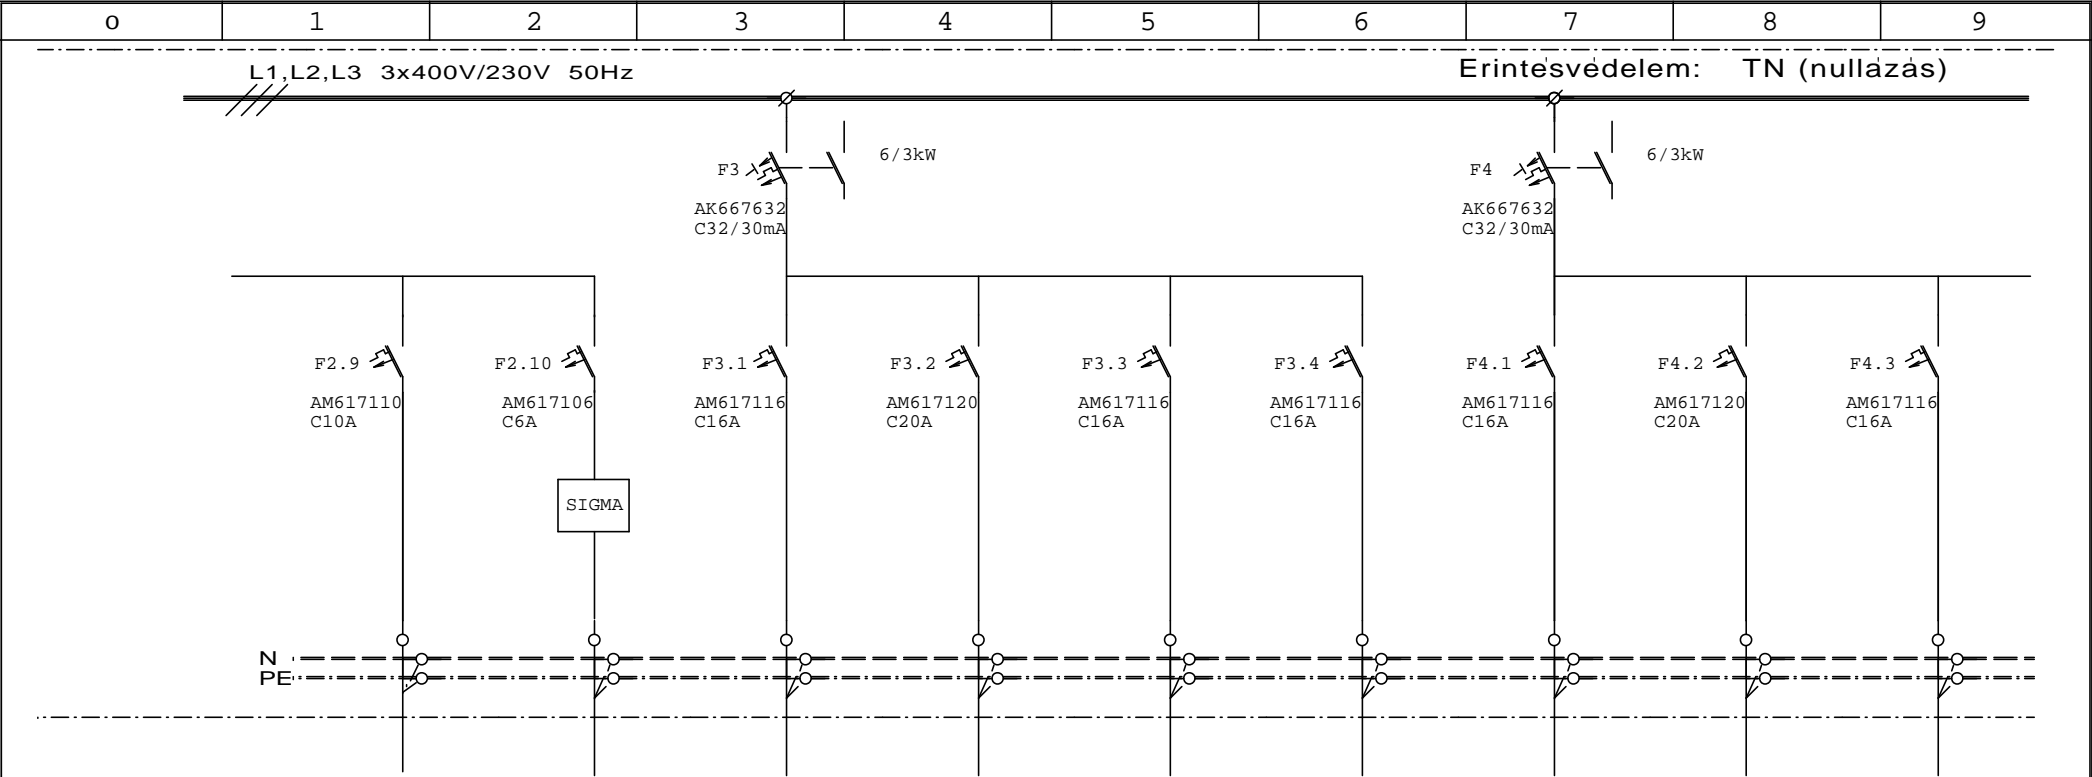 o 1 2 3 4 5 6 7 8 9
L1,L2,L3 3x400V/230V 50Hz
Érintésvédelem: TN (nullázás)
F3 6/3kW
AK667632
C32/30mA
F4 6/3kW
AK667632
C32/30mA
F2.9
AM617110
C10A
F2.10
AM617106
C6A
F3.1
AM617116
C16A
F3.2
AM617120
C20A
F3.3
AM617116
C16A
F3.4
AM617116
C16A
F4.1
AM617116
C16A
F4.2
AM617120
C20A
F4.3
AM617116
C16A
SIGMA
N
PE